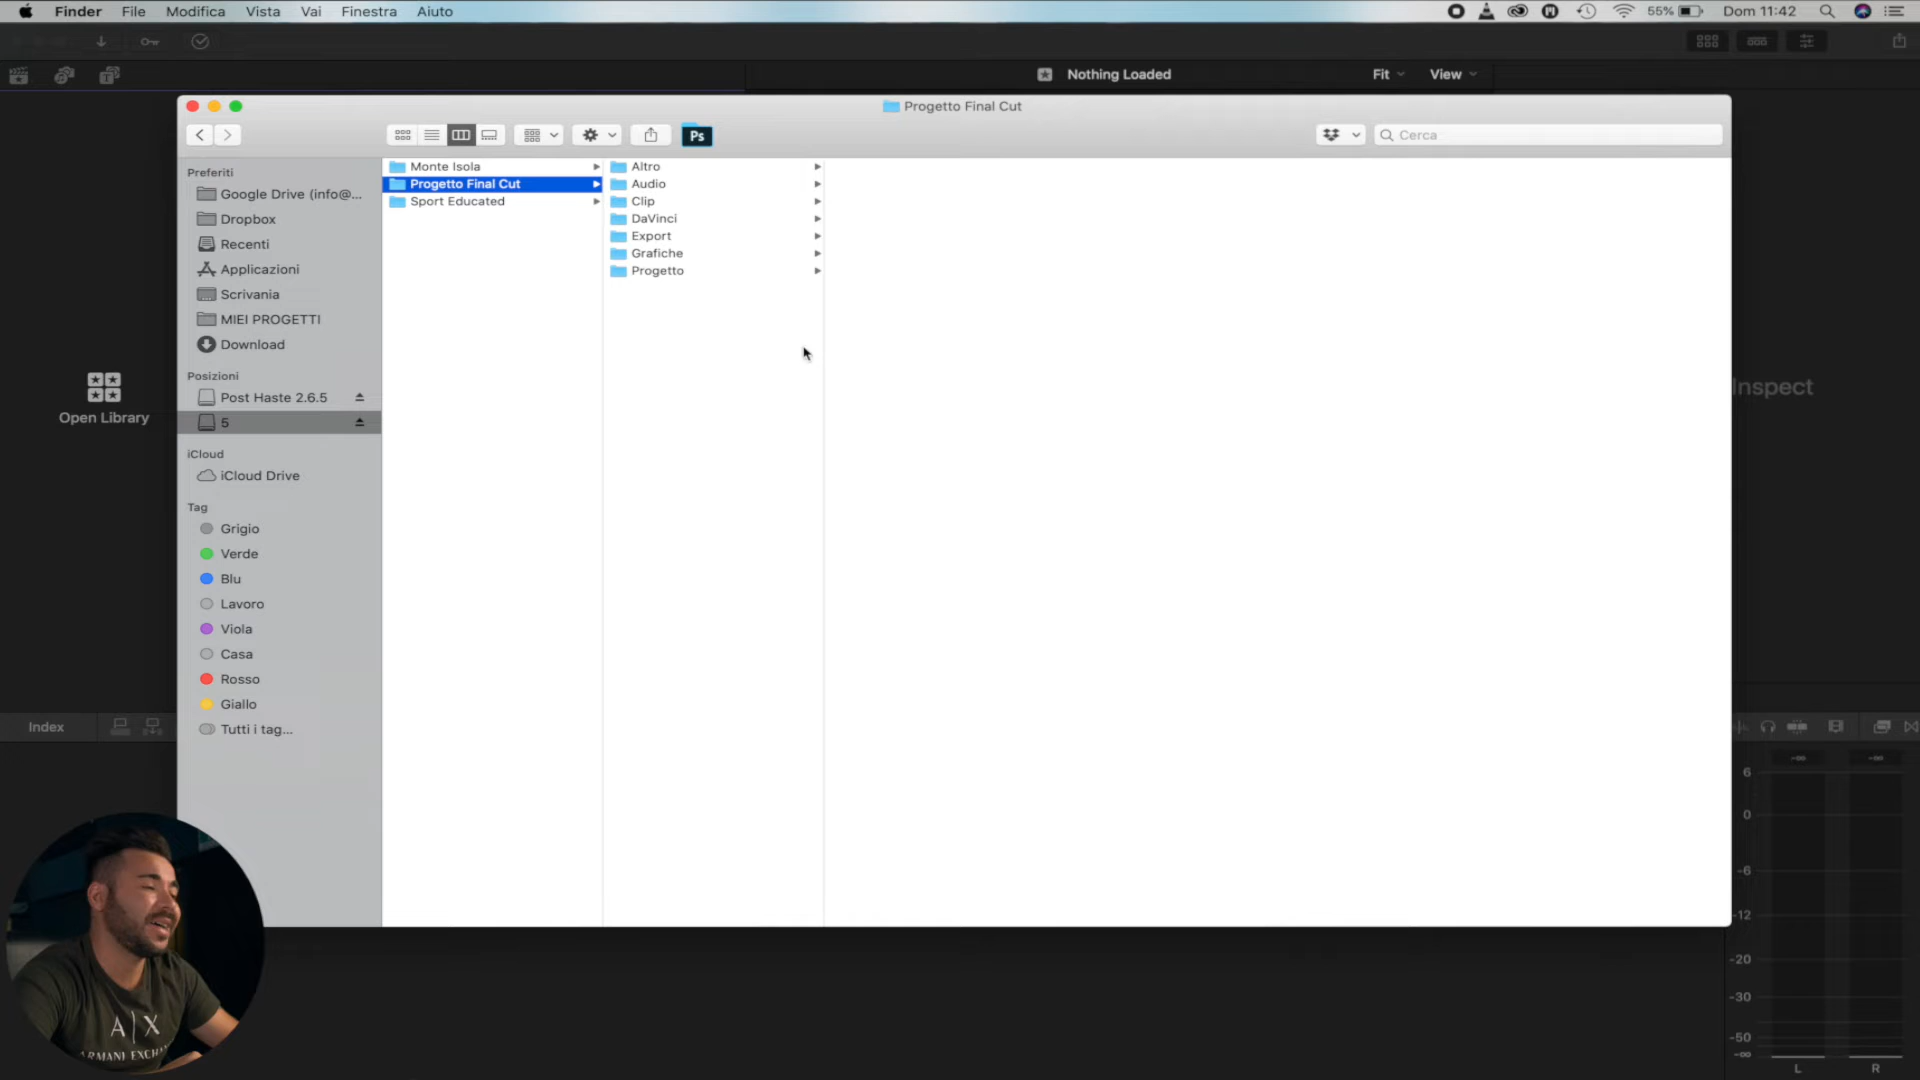 Finder File Modifica Vista Vai Finestra Aiuto 55% Dom 11:42
Nothing Loaded Fit View
Progetto Final Cut
Ps Cerca
Preferiti
Google Drive (info@...
Dropbox
Recenti
Applicazioni
Scrivania
MIEI PROGETTI
Download
Posizioni
Post Haste 2.6.5
5
iCloud
iCloud Drive
Tag
Grigio
Verde
Blu
Lavoro
Viola
Casa
Rosso
Giallo
Tutti i tag...
Monte Isola
Progetto Final Cut
Sport Educated
Altro
Audio
Clip
DaVinci
Export
Grafiche
Progetto
Open Library
Inspect
Index
-∞ -∞
6
0
-6
-12
-20
-30
-50
-∞
L R
A|X
ARMANI EXCH